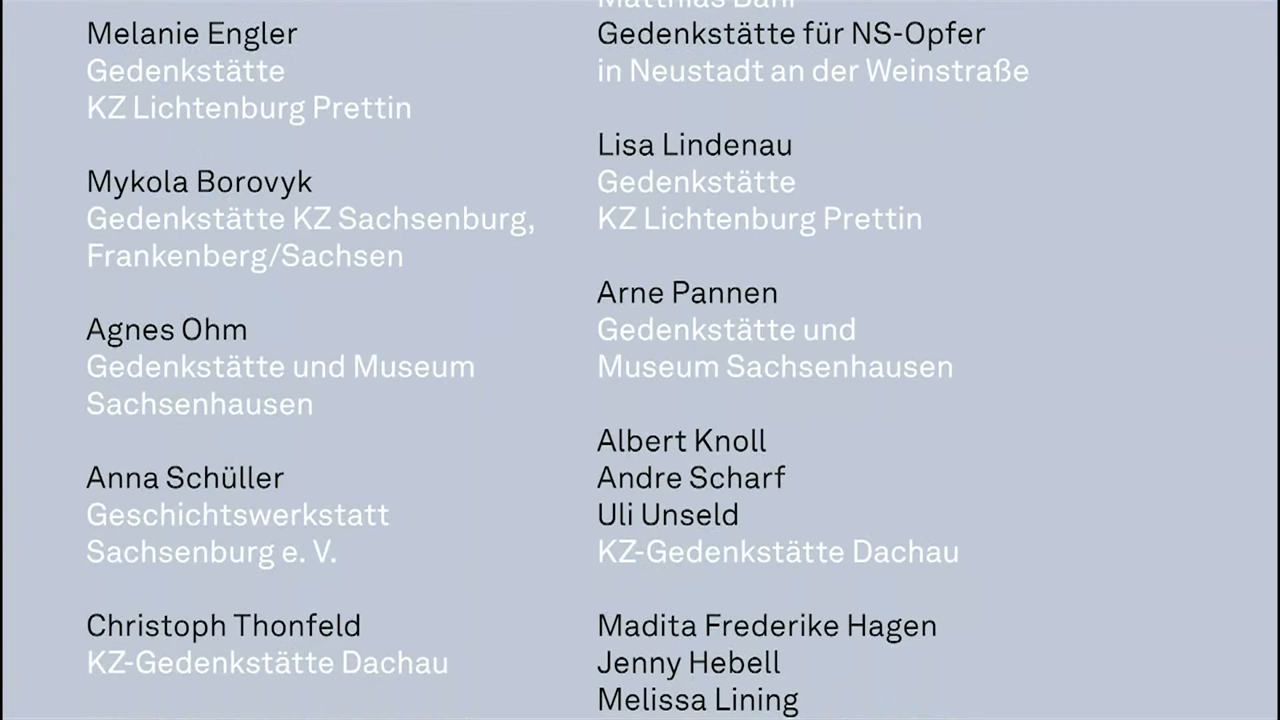 Melanie Engler
Gedenkstätte
KZ Lichtenburg Prettin
Mykola Borovyk
Gedenkstätte KZ Sachsenburg,
Frankenberg/Sachsen
Agnes Ohm
Gedenkstätte und Museum
Sachsenhausen
Anna Schüller
Geschichtswerkstatt
Sachsenburg e. V.
Christoph Thonfeld
KZ-Gedenkstätte Dachau
Gedenkstätte für NS-Opfer
in Neustadt an der Weinstraße
Lisa Lindenau
Gedenkstätte
KZ Lichtenburg Prettin
Arne Pannen
Gedenkstätte und
Museum Sachsenhausen
Albert Knoll
Andre Scharf
Uli Unseld
KZ-Gedenkstätte Dachau
Madita Frederike Hagen
Jenny Hebell
Melissa Lining